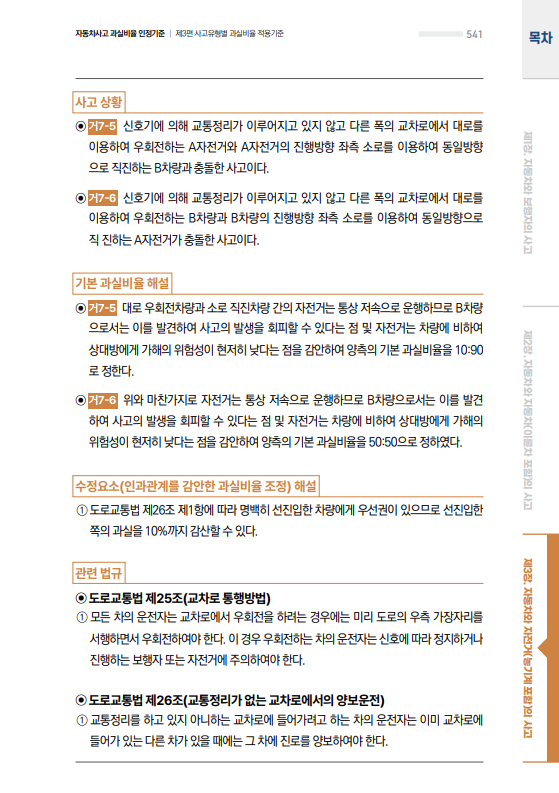 자동차사고 과실비율 인정기준 | 제3편 사고유형별 과실비율 적용기준
541
목차
사고 상황
◉ 거7-5 신호기에 의해 교통정리가 이루어지고 있지 않고 다른 폭의 교차로에서 대로를
이용하여 우회전하는 A자전거와 A자전거의 진행방향 좌측 소로를 이용하여 동일방향
으로 직진하는 B차량과 충돌한 사고이다.
◉ 거7-6 신호기에 의해 교통정리가 이루어지고 있지 않고 다른 폭의 교차로에서 대로를
이용하여 우회전하는 B차량과 B차량의 진행방향 좌측 소로를 이용하여 동일방향으로
직 진하는 A자전거가 충돌한 사고이다.
기본 과실비율 해설
◉ 거7-5 대로 우회전차량과 소로 직진차량 간의 자전거는 통상 저속으로 운행하므로 B차량
으로서는 이를 발견하여 사고의 발생을 회피할 수 있다는 점 및 자전거는 차량에 비하여
상대방에게 가해의 위험성이 현저히 낮다는 점을 감안하여 양측의 기본 과실비율을 10:90
로 정한다.
◉ 거7-6 위와 마찬가지로 자전거는 통상 저속으로 운행하므로 B차량으로서는 이를 발견
하여 사고의 발생을 회피할 수 있다는 점 및 자전거는 차량에 비하여 상대방에게 가해의
위험성이 현저히 낮다는 점을 감안하여 양측의 기본 과실비율을 50:50으로 정하였다.
수정요소(인과관계를 감안한 과실비율 조정) 해설
① 도로교통법 제26조 제1항에 따라 명백히 선진입한 차량에게 우선권이 있으므로 선진입한
쪽의 과실을 10%까지 감산할 수 있다.
관련 법규
◉ 도로교통법 제25조(교차로 통행방법)
① 모든 차의 운전자는 교차로에서 우회전을 하려는 경우에는 미리 도로의 우측 가장자리를
서행하면서 우회전하여야 한다. 이 경우 우회전하는 차의 운전자는 신호에 따라 정지하거나
진행하는 보행자 또는 자전거에 주의하여야 한다.
◉ 도로교통법 제26조(교통정리가 없는 교차로에서의 양보운전)
① 교통정리를 하고 있지 아니하는 교차로에 들어가려고 하는 차의 운전자는 이미 교차로에
들어가 있는 다른 차가 있을 때에는 그 차에 진로를 양보하여야 한다.
제1장. 자동차와 보행자의 사고
제2장. 자동차와 자동차(이륜차 포함)의 사고
제3장. 자동차와 자전거(농기계 포함)의 사고